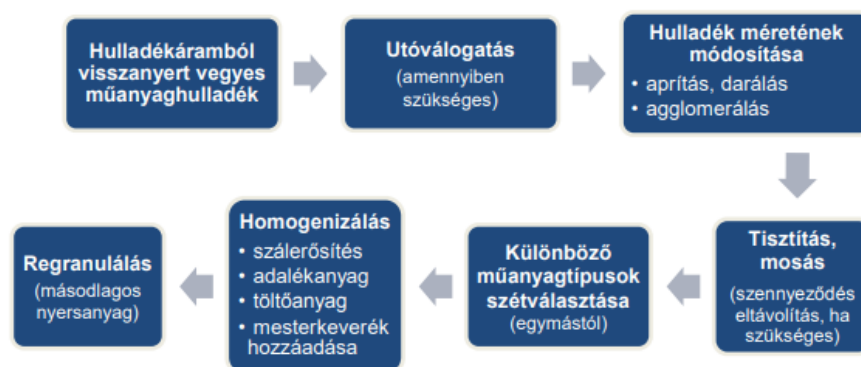 Hulladékáramból
visszanyert vegyes
műanyaghulladék
Utóválogatás
(amennyiben
szükséges)
Hulladék méretének
módosítása
• aprítás, darálás
• agglomerálás
Tisztítás,
mosás
(szennyeződés
eltávolítás, ha
szükséges)
Különböző
műanyagtípusok
szétválasztása
(egymástól)
Homogenizálás
• szálerősítés
• adalékanyag
• töltőanyag
• mesterkeverék
hozzáadása
Regranulálás
(másodlagos
nyersanyag)